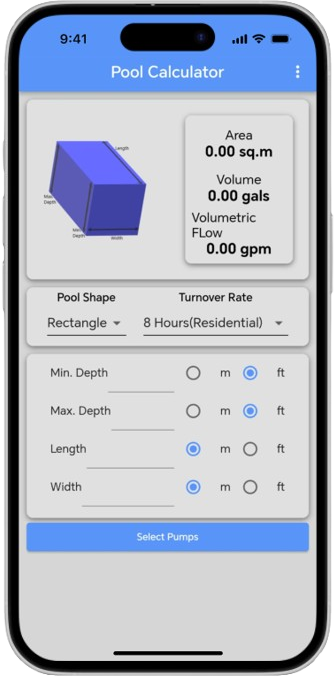 9:41
Pool Calculator
Length
Max.
Depth
Min.
Depth
Width
Area
0.00 sq.m
Volume
0.00 gals
Volumetric
FLow
0.00 gpm
Pool Shape
Turnover Rate
Rectangle
8 Hours(Residential)
Min. Depth m ft
Max. Depth m ft
Length m ft
Width m ft
Select Pumps